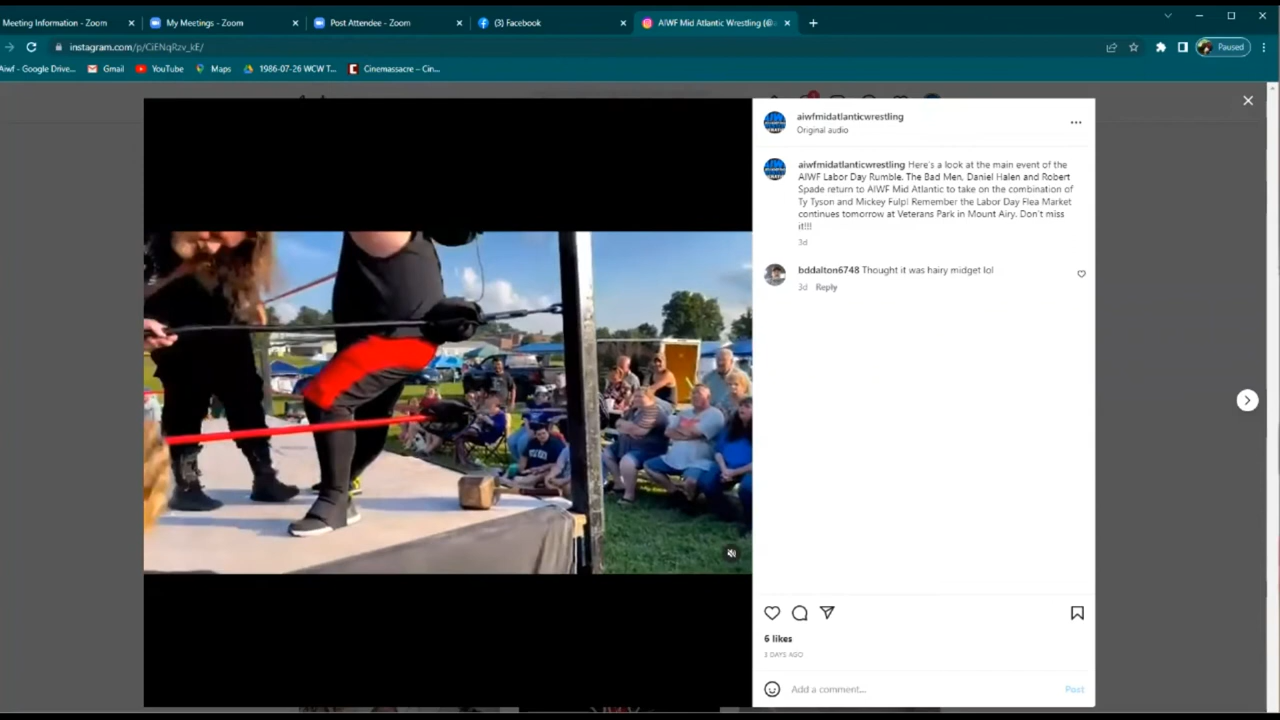 Meeting Information - Zoom
My Meetings - Zoom
Post Attendee - Zoom
(3) Facebook
AIWF Mid Atlantic Wrestling (@a
instagram.com/p/CiENqRzv_kE/
Paused
Aiwf - Google Drive...
Gmail
YouTube
Maps
1986-07-26 WCW T...
Cinemassacre – Cin...
aiwfmidatlanticwrestling
Original audio
aiwfmidatlanticwrestling Here's a look at the main event of the
AIWF Labor Day Rumble. The Bad Men, Daniel Halen and Robert
Spade return to AIWF Mid Atlantic to take on the combination of
Ty Tyson and Mickey Fulp! Remember the Labor Day Flea Market
continues tomorrow at Veterans Park in Mount Airy. Don't miss
it!!!
3d
bddalton6748 Thought it was hairy midget lol
3d Reply
6 likes
3 DAYS AGO
Add a comment...
Post